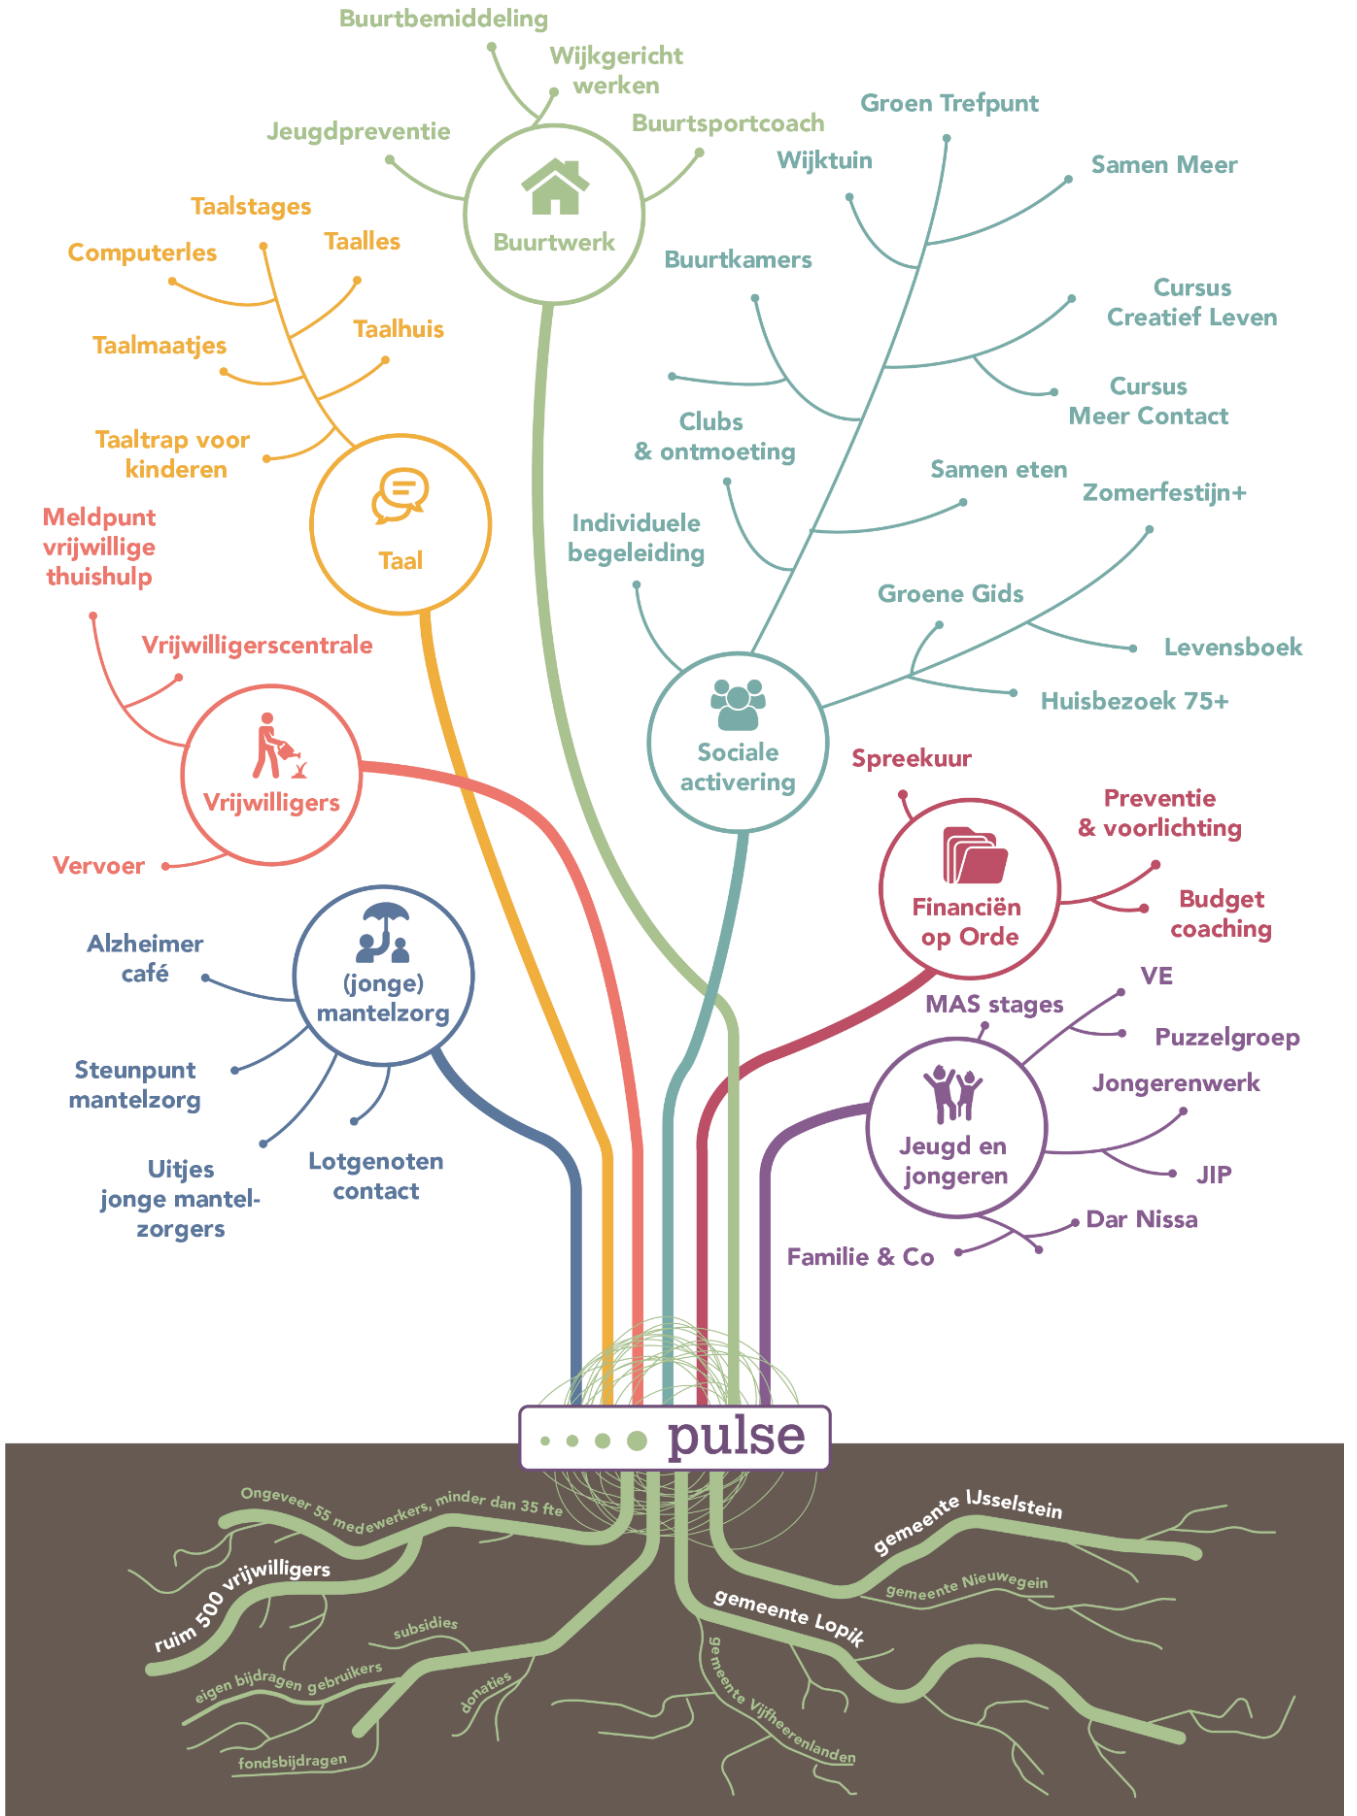 Buurtbemiddeling
Wijkgericht
werken
Jeugdpreventie
Buurtsportcoach
Buurtwerk
Taalstages
Computerles
Taalles
Taalmaatjes
Taalhuis
Taaltrap voor
kinderen
Taal
Groen Trefpunt
Wijktuin
Samen Meer
Buurtkamers
Cursus
Creatief Leven
Cursus
Meer Contact
Clubs
& ontmoeting
Samen eten
Zomerfestijn+
Individuele
begeleiding
Groene Gids
Levensboek
Huisbezoek 75+
Sociale
activering
Meldpunt
vrijwillige
thuishulp
Vrijwilligerscentrale
Vrijwilligers
Vervoer
Spreekuur
Preventie
& voorlichting
Financiën
op Orde
Budget
coaching
Alzheimer
café
(jonge)
mantelzorg
Steunpunt
mantelzorg
Uitjes
jonge mantel-
zorgers
Lotgenoten
contact
MAS stages
VE
Puzzelgroep
Jongerenwerk
Jeugd en
jongeren
JIP
Dar Nissa
Familie & Co
pulse
Ongeveer 55 medewerkers, minder dan 35 fte
ruim 500 vrijwilligers
subsidies
eigen bijdragen gebruikers
donaties
fondsbijdragen
gemeente IJsselstein
gemeente Nieuwegein
gemeente Lopik
gemeente Vijfheerenlanden